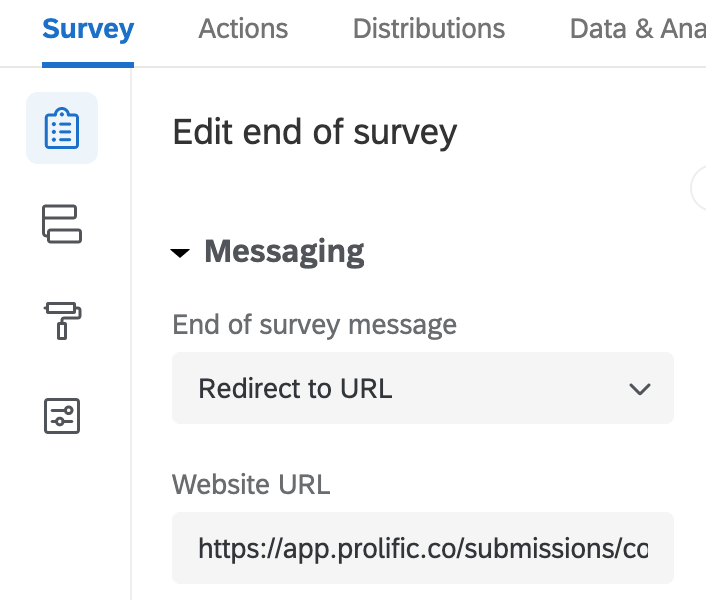 Survey Actions Distributions Data & Ana
Edit end of survey
Messaging
End of survey message
Redirect to URL
Website URL
https://app.prolific.co/submissions/co